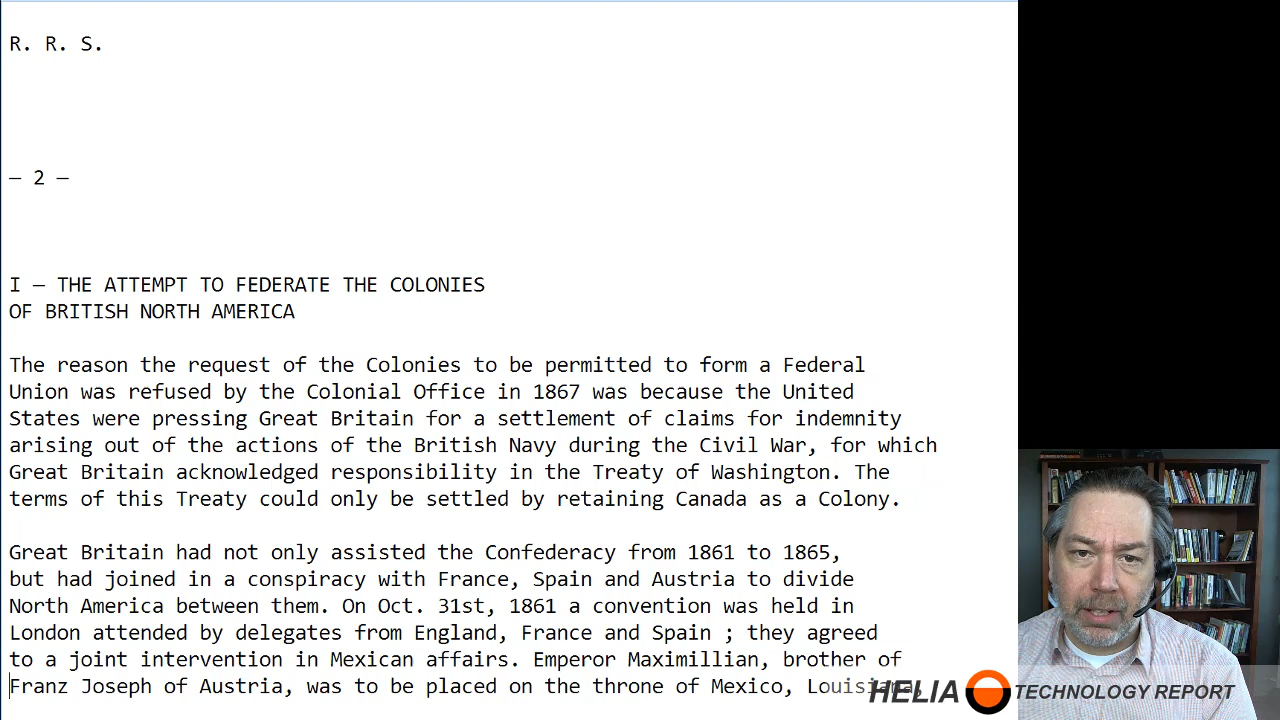 R. R. S.
— 2 —
I — THE ATTEMPT TO FEDERATE THE COLONIES
OF BRITISH NORTH AMERICA
The reason the request of the Colonies to be permitted to form a Federal
Union was refused by the Colonial Office in 1867 was because the United
States were pressing Great Britain for a settlement of claims for indemnity
arising out of the actions of the British Navy during the Civil War, for which
Great Britain acknowledged responsibility in the Treaty of Washington. The
terms of this Treaty could only be settled by retaining Canada as a Colony.
Great Britain had not only assisted the Confederacy from 1861 to 1865,
but had joined in a conspiracy with France, Spain and Austria to divide
North America between them. On Oct. 31st, 1861 a convention was held in
London attended by delegates from England, France and Spain ; they agreed
to a joint intervention in Mexican affairs. Emperor Maximillian, brother of
Franz Joseph of Austria, was to be placed on the throne of Mexico, Louisiana,
HELIA TECHNOLOGY REPORT